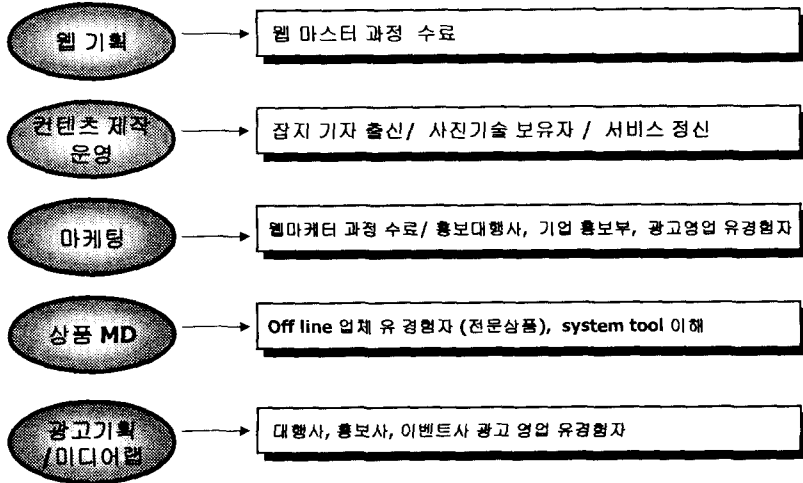 웹 기획
웹 마스터 과정 수료
컨텐츠 제작
운영
잡지 기자 출신/ 사진기술 보유자 / 서비스 정신
마케팅
웹마케터 과정 수료/ 홍보대행사, 기업 홍보부, 광고영업 유경험자
상품 MD
Off line 업체 유 경험자 (전문상품), system tool 이해
광고기획
/미디어랩
대행사, 홍보사, 이벤트사 광고 영업 유경험자